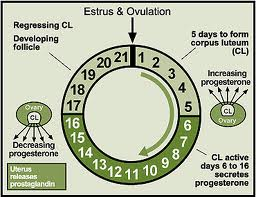 Estrus & Ovulation
Regressing CL
Developing
follicle
5 days to form
corpus luteum
(CL)
21 1 2 3 4 5 6 7 8 9 10 11 12 13 14 15 16 17 18 19 20
Increasing
progesterone
Ovary
CL
Ovary
CL
Decreasing
progesterone
Uterus
releases
prostaglandin
CL active
days 6 to 16
secretes
progesterone